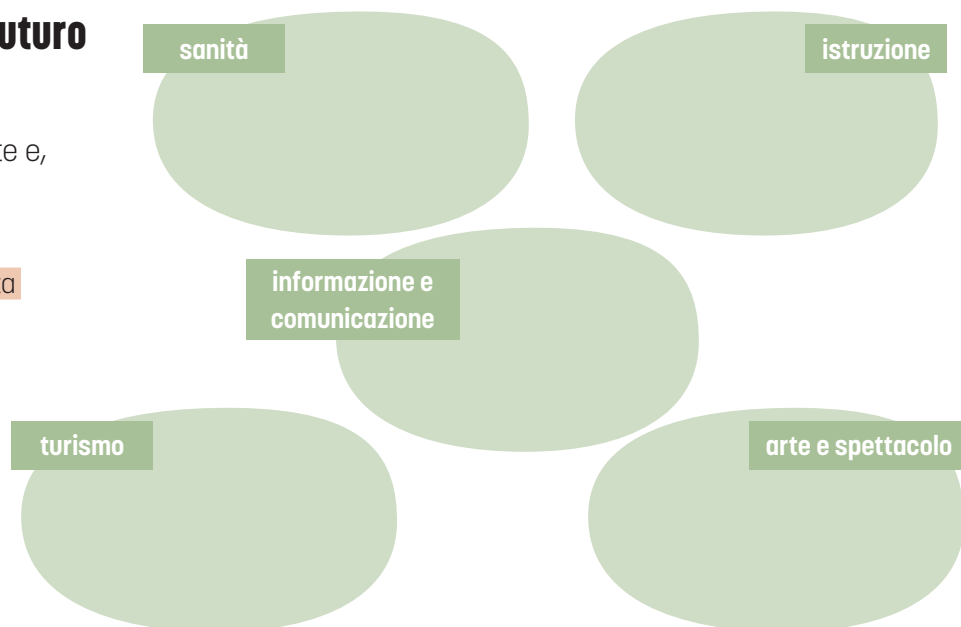 uturo
sanità
istruzione
te e,
a
informazione e
comunicazione
turismo
arte e spettacolo